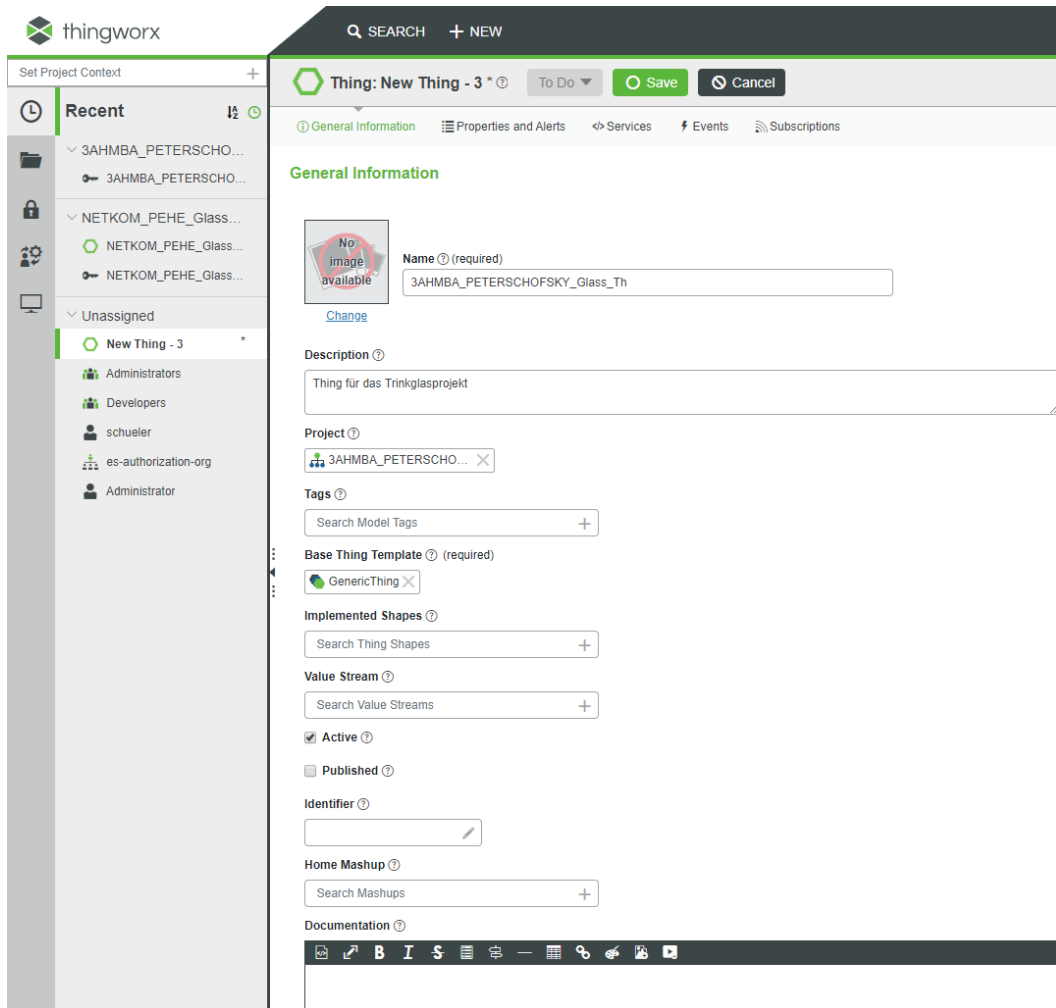 thingworx
SEARCH + NEW
Set Project Context +
Thing: New Thing - 3 * ? To Do Save Cancel
Recent
General Information Properties and Alerts Services Events Subscriptions
3AHMBA_PETERSCHO...
3AHMBA_PETERSCHO...
NETKOM_PEHE_Glass...
NETKOM_PEHE_Glass...
NETKOM_PEHE_Glass...
Unassigned
New Thing - 3 *
Administrators
Developers
schueler
es-authorization-org
Administrator
General Information
No
image
available
Change
Name ? (required)
3AHMBA_PETERSCHOFSKY_Glass_Th
Description ?
Thing für das Trinkglasprojekt
Project ?
3AHMBA_PETERSCHO...
Tags ?
Search Model Tags +
Base Thing Template ? (required)
GenericThing
Implemented Shapes ?
Search Thing Shapes +
Value Stream ?
Search Value Streams +
Active ?
Published ?
Identifier ?
Home Mashup ?
Search Mashups +
Documentation ?
B I S